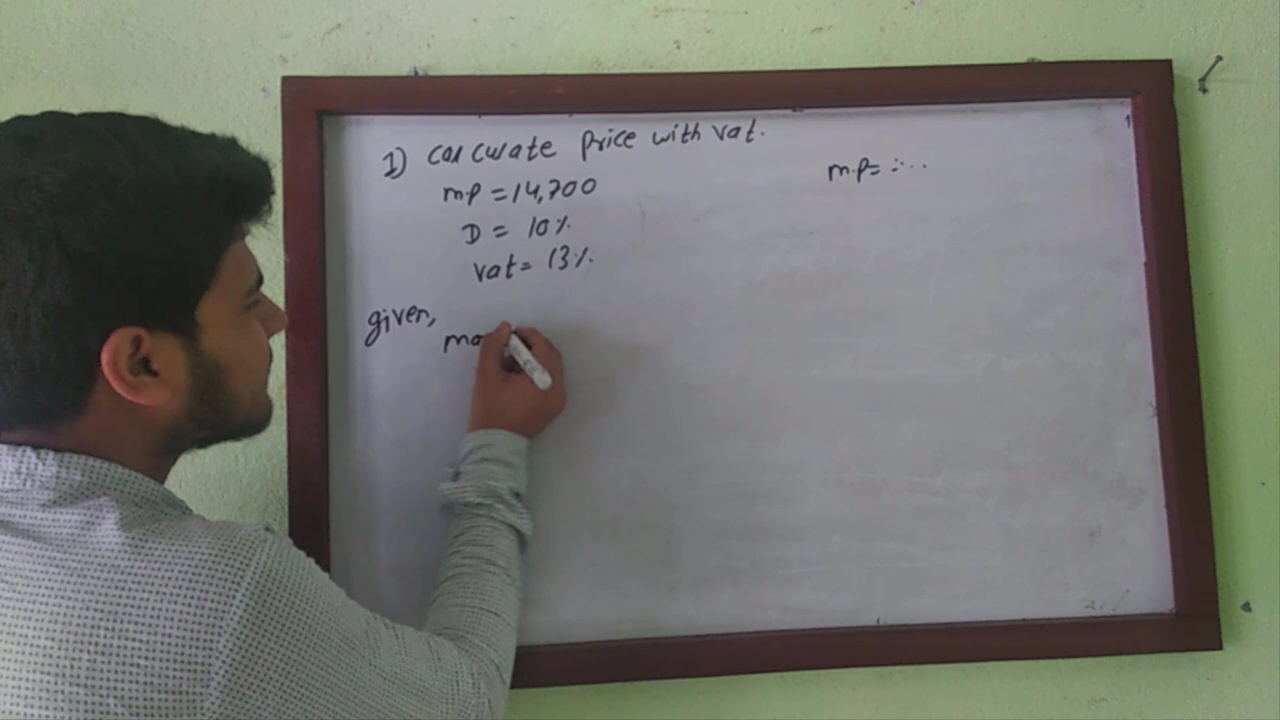 1) calculate price with vat.
m.p = 14,700
D = 10%
vat = 13%
m.p = ....
given,
ma